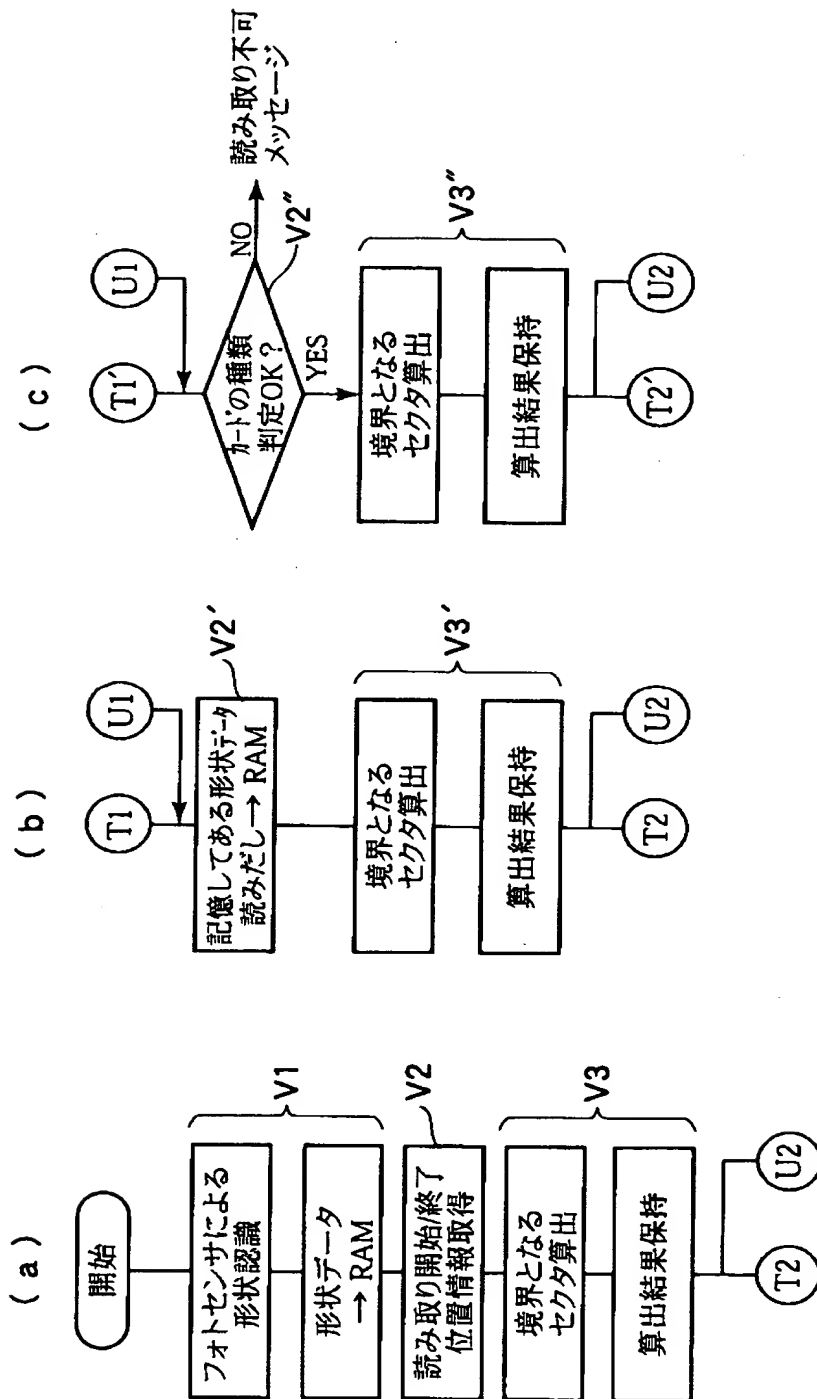 (a)
開始
フォトセンサによる
形状認識
形状データ
→RAM
V1
読み取り開始/終了
位置情報取得
V2
境界となる
セクタ算出
算出結果保持
V3
T2
U2
(b)
T1
U1
記憶してある形状データ
読みだし→RAM
V2′
境界となる
セクタ算出
算出結果保持
V3′
T2
U2
(c)
T1′
U1
カードの種類
判定OK?
NO
読み取り不可
メッセージ
V2″
YES
境界となる
セクタ算出
算出結果保持
V3″
T2′
U2